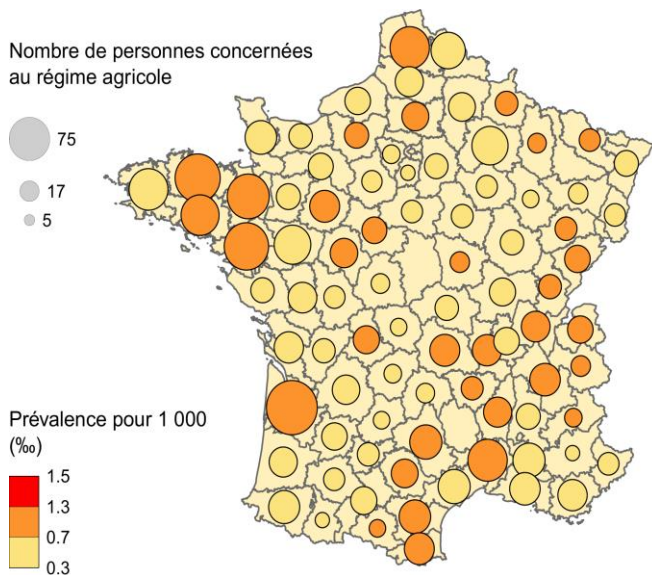 Nombre de personnes concernées
au régime agricole
75
17
5
Prévalence pour 1 000
(‰)
1.5
1.3
0.7
0.3